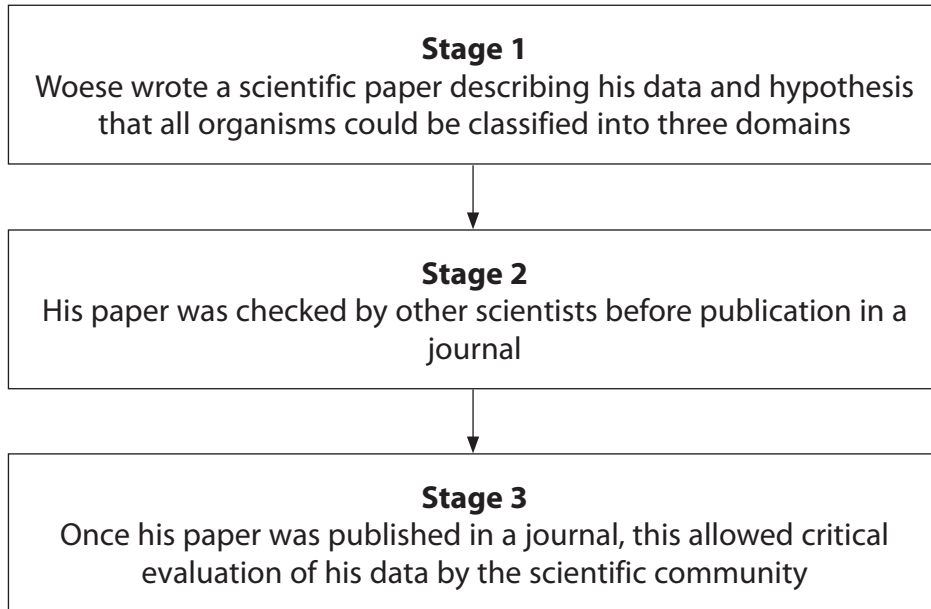 Stage 1
Woese wrote a scientific paper describing his data and hypothesis
that all organisms could be classified into three domains
Stage 2
His paper was checked by other scientists before publication in a
journal
Stage 3
Once his paper was published in a journal, this allowed critical
evaluation of his data by the scientific community